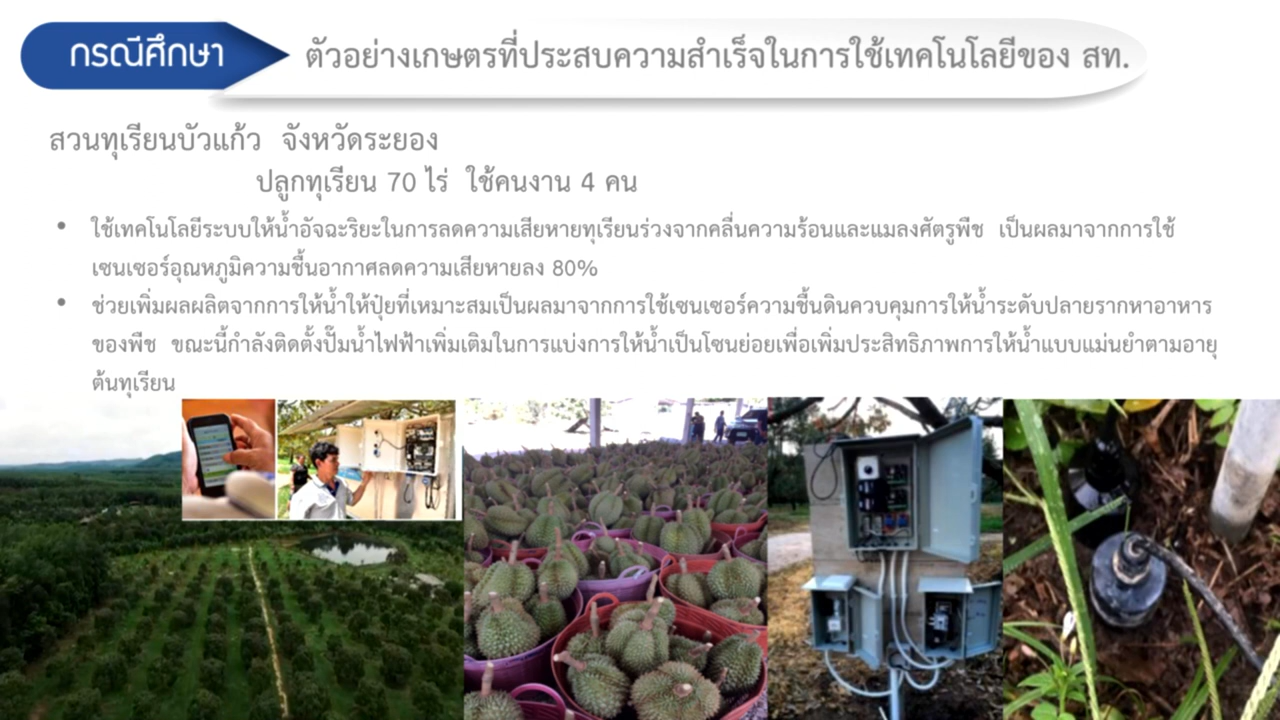 กรณีศึกษา
ตัวอย่างเกษตรที่ประสบความสำเร็จในการใช้เทคโนโลยีของ สท.
สวนทุเรียนบัวแก้ว จังหวัดระยอง
ปลูกทุเรียน 70 ไร่ ใช้คนงาน 4 คน
• ใช้เทคโนโลยีระบบให้น้ำอัจฉะริยะในการลดความเสียหายทุเรียนร่วงจากคลื่นความร้อนและแมลงศัตรูพืช เป็นผลมาจากการใช้
เซนเซอร์อุณหภูมิความชื้นอากาศลดความเสียหายลง 80%
• ช่วยเพิ่มผลผลิตจากการให้น้ำให้ปุ๋ยที่เหมาะสมเป็นผลมาจากการใช้เซนเซอร์ความชื้นดินควบคุมการให้น้ำระดับปลายรากหาอาหาร
ของพืช ขณะนี้กำลังติดตั้งปั๊มน้ำไฟฟ้าเพิ่มเติมในการแบ่งการให้น้ำเป็นโซนย่อยเพื่อเพิ่มประสิทธิภาพการให้น้ำแบบแม่นยำตามอายุ
ต้นทุเรียน